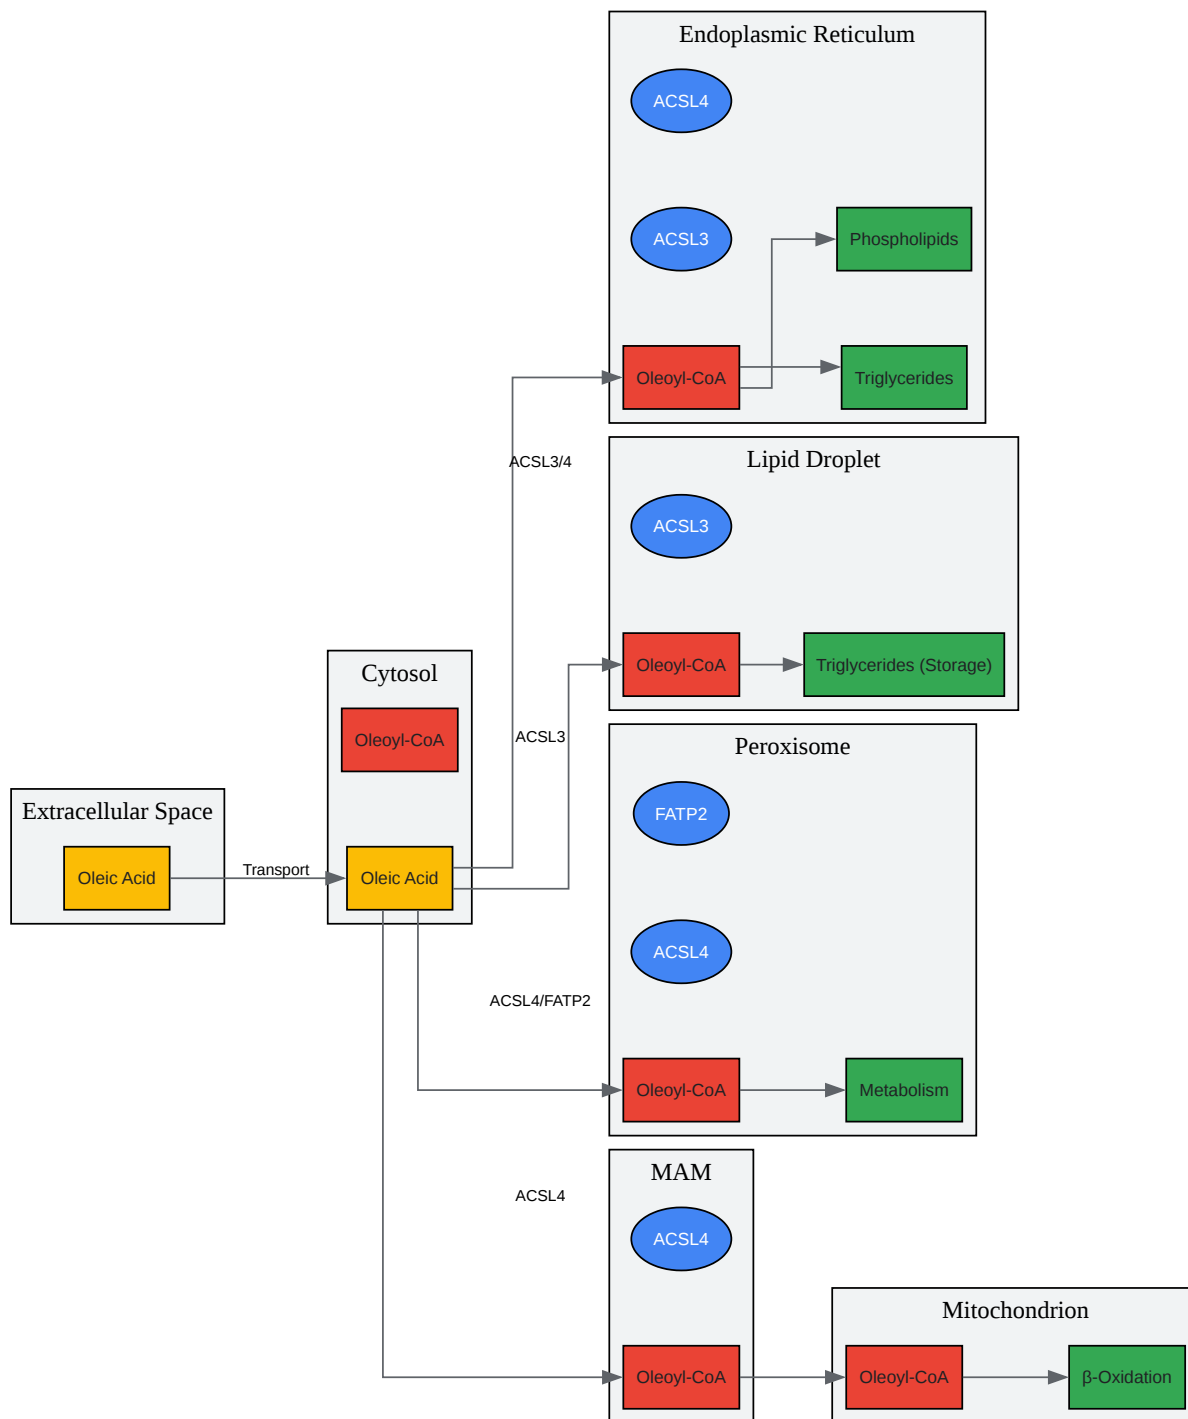 Endoplasmic Reticulum
ACSL4
ACSL3
Phospholipids
Oleoyl-CoA
Triglycerides
ACSL3/4
Lipid Droplet
ACSL3
Oleoyl-CoA
Triglycerides (Storage)
Cytosol
Oleoyl-CoA
ACSL3
Peroxisome
FATP2
Extracellular Space
Oleic Acid
Transport
Oleic Acid
ACSL4
ACSL4/FATP2
Oleoyl-CoA
Metabolism
MAM
ACSL4
ACSL4
Mitochondrion
Oleoyl-CoA
Oleoyl-CoA
β-Oxidation